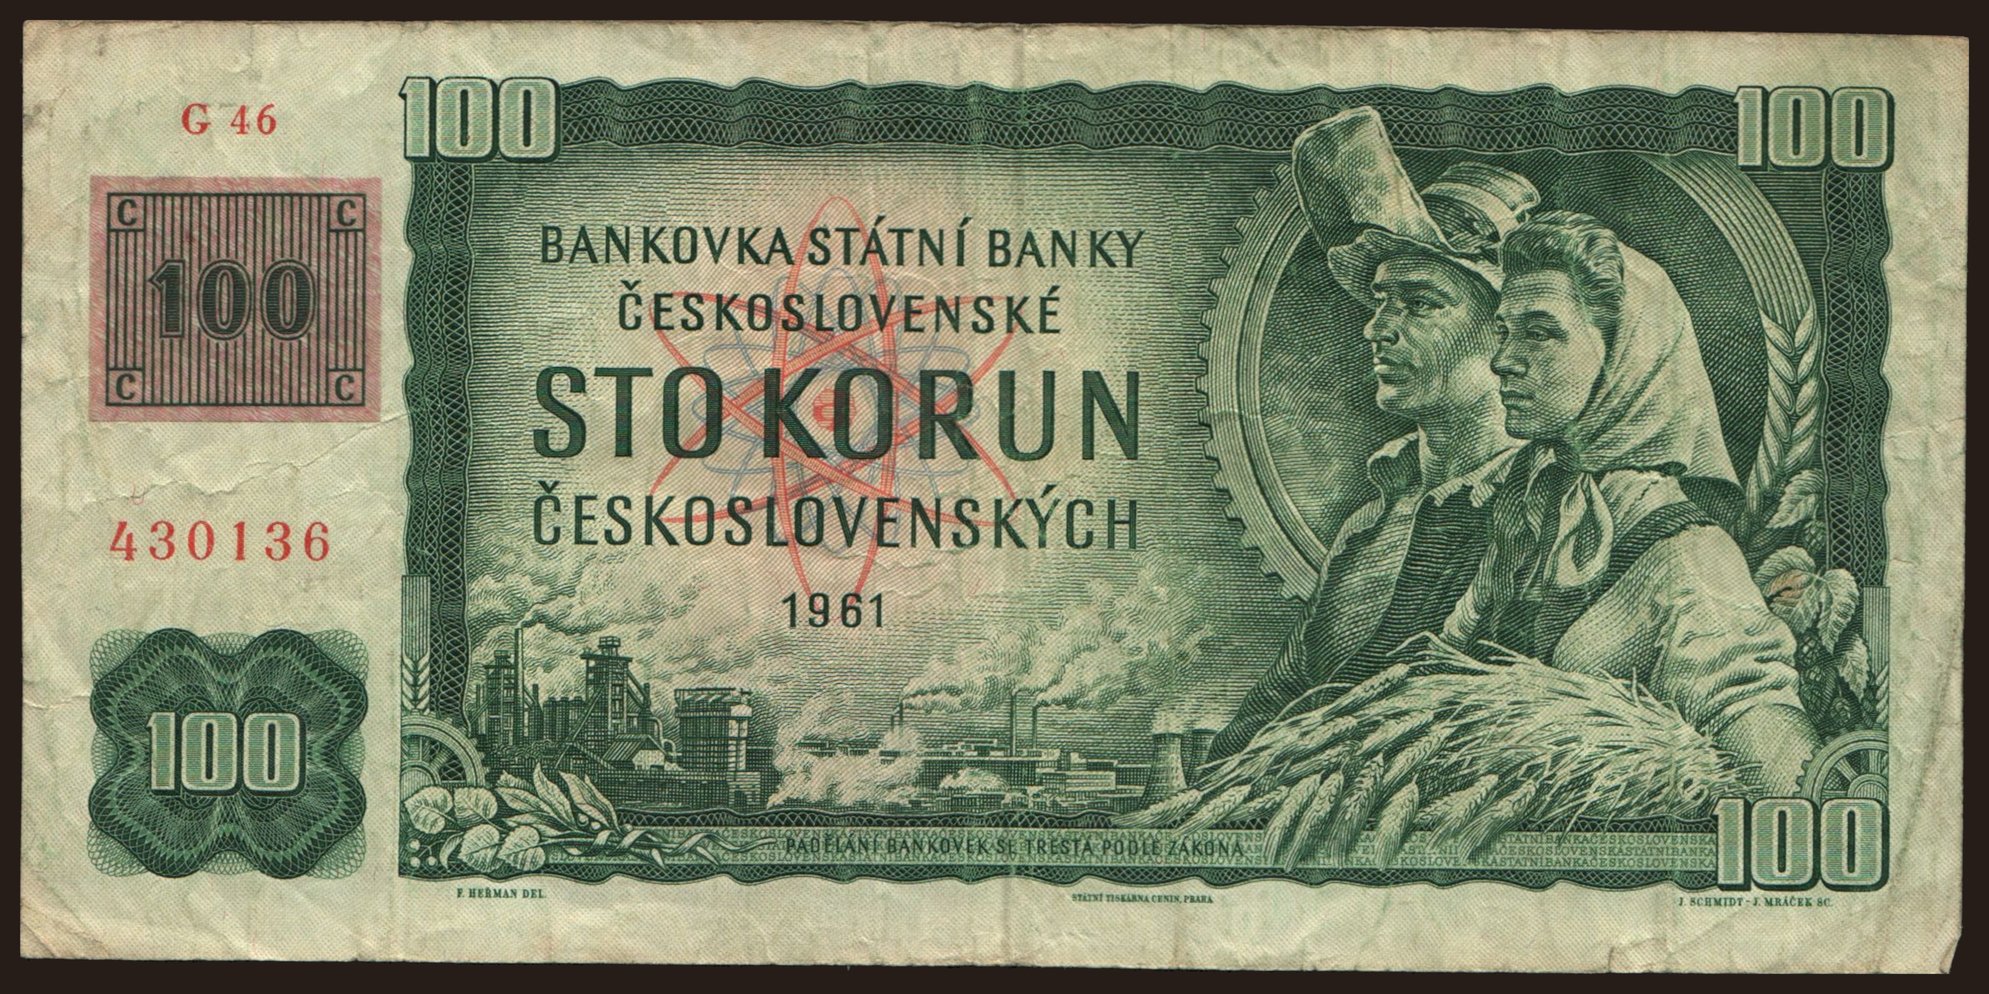 G 46
100
100
C C
100
C C
BANKOVKA STÁTNÍ BANKY
ČESKOSLOVENSKÉ
STO KORUN
ČESKOSLOVENSKÝCH
1961
430136
100
PADĚLÁNÍ BANKOVEK SE TRESTÁ PODLE ZÁKONA
100
F. HEŘMAN DEL.
STÁTNÍ TISKÁRNA CENIN, PRAHA
J. SCHMIDT - J. MRÁČEK SC.